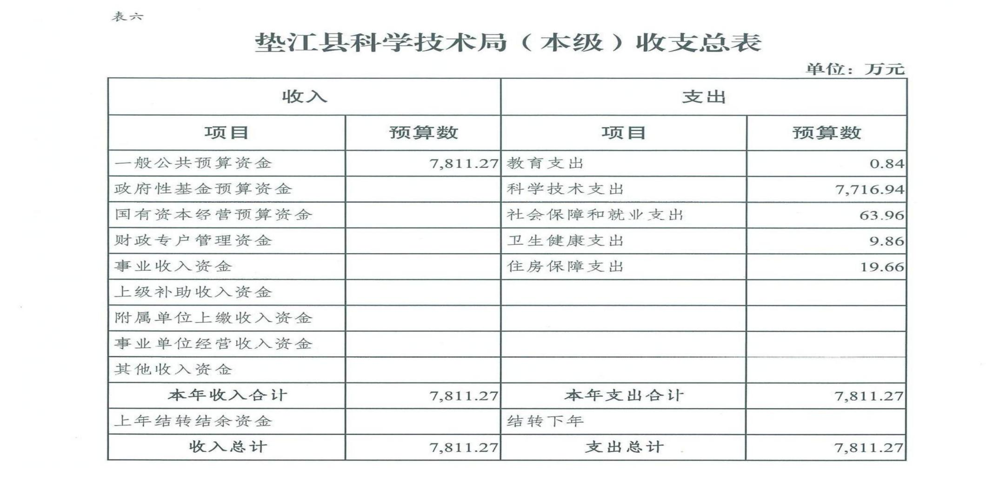 表六
垫江县科学技术局（本级）收支总表
单位：万元
收入 支出
项目 预算数 项目 预算数
一般公共预算资金 7,811.27 教育支出 0.84
政府性基金预算资金 科学技术支出 7,716.94
国有资本经营预算资金 社会保障和就业支出 63.96
财政专户管理资金 卫生健康支出 9.86
事业收入资金 住房保障支出 19.66
上级补助收入资金
附属单位上缴收入资金
事业单位经营收入资金
其他收入资金
本年收入合计 7,811.27 本年支出合计 7,811.27
上年结转结余资金 结转下年
收入总计 7,811.27 支出总计 7,811.27